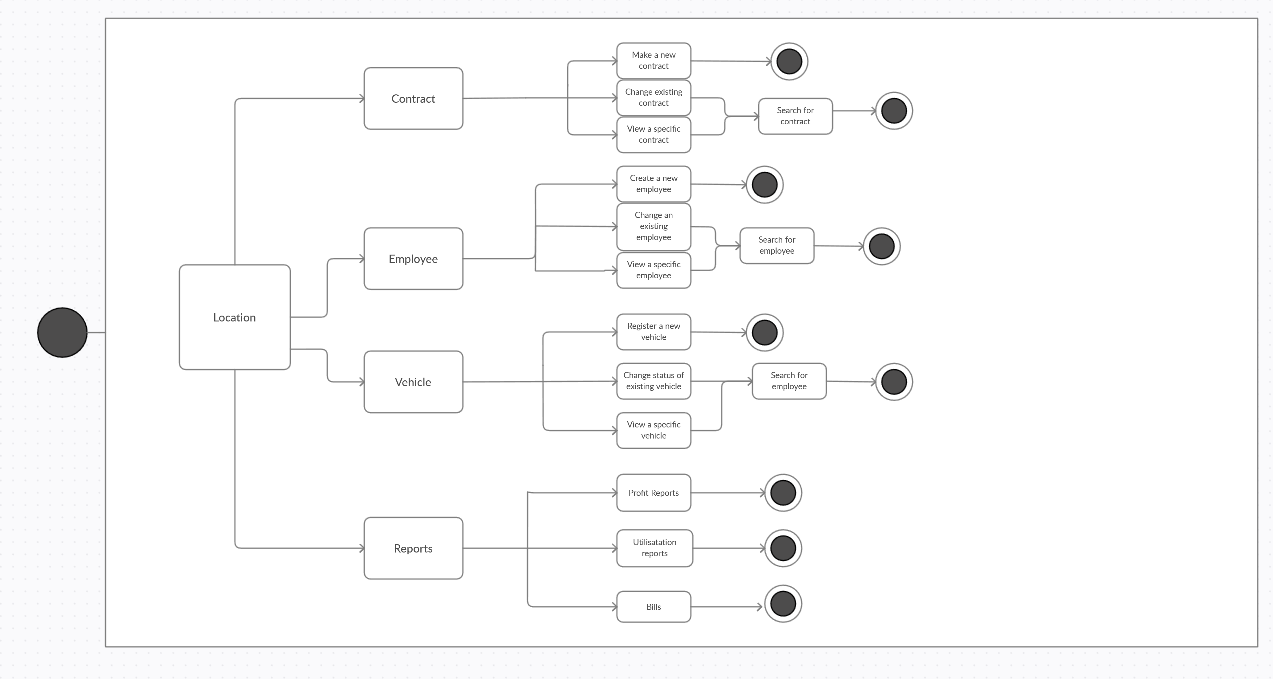 Make a new
contract
Contract
Change existing
contract
Search for
contract
View a specific
contract
Create a new
employee
Change an
existing
employee
Employee
Search for
employee
View a specific
employee
Location
Register a new
vehicle
Vehicle
Change status of
existing vehicle
Search for
employee
View a specific
vehicle
Profit Reports
Reports
Utilisatation
reports
Bills